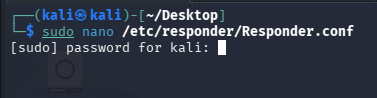 ┌──(kali㉿kali)-[~/Desktop]
└─$ sudo nano /etc/responder/Responder.conf
[sudo] password for kali: